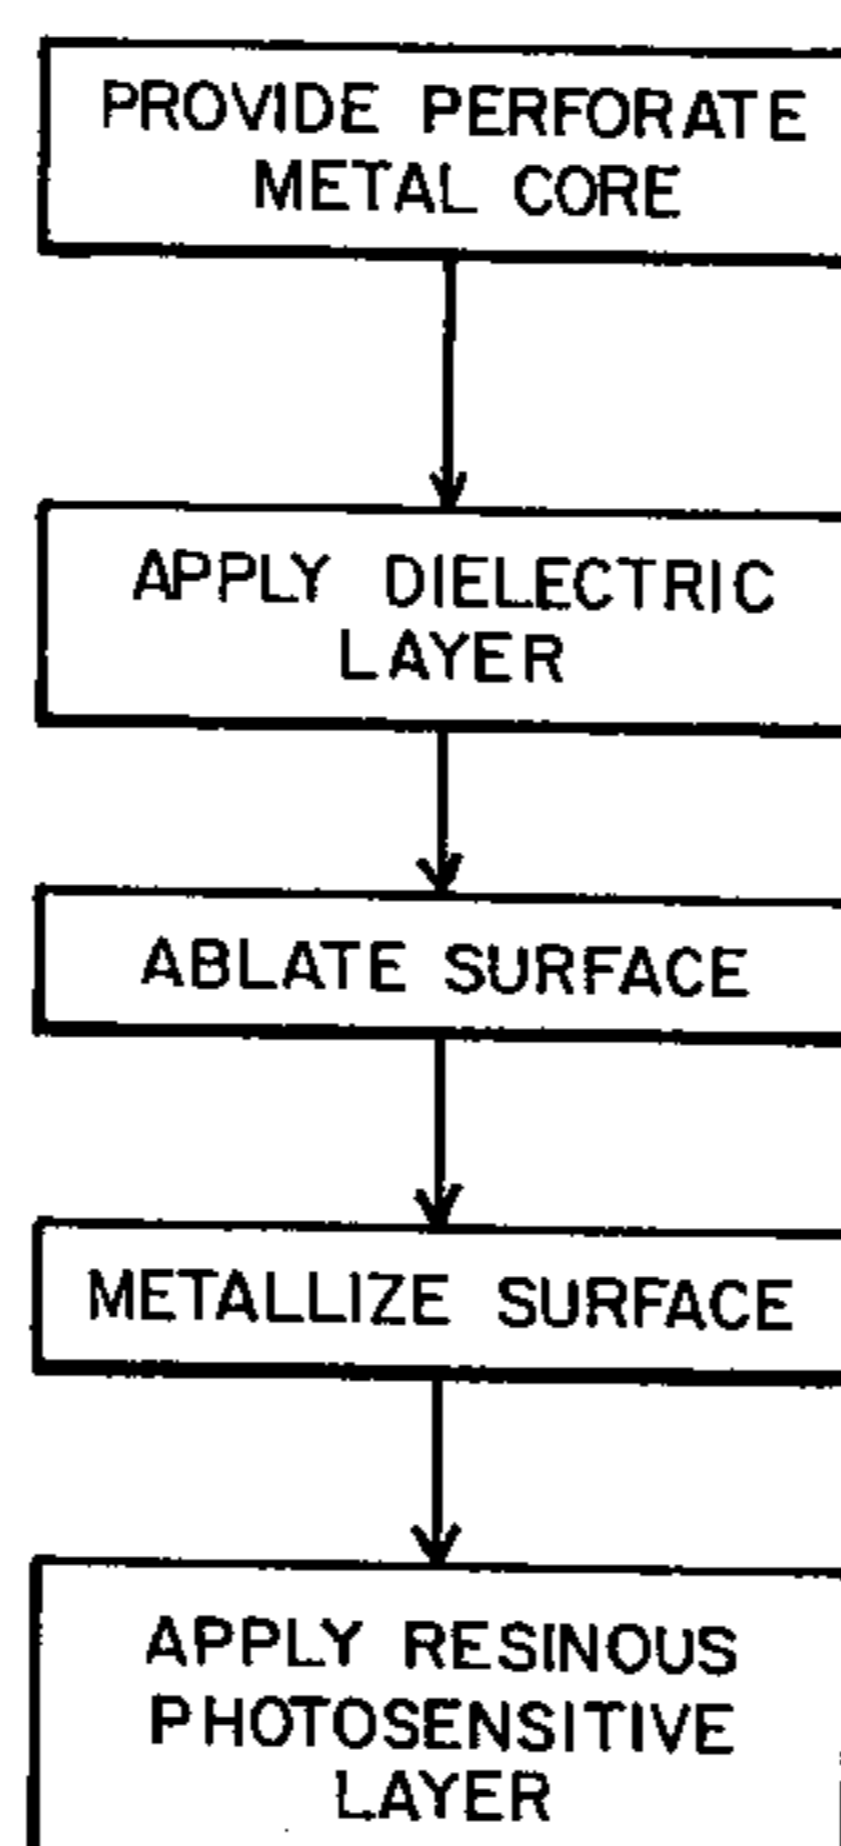 PROVIDE PERFORATE
METAL CORE
APPLY DIELECTRIC
LAYER
ABLATE SURFACE
METALLIZE SURFACE
APPLY RESINOUS
PHOTOSENSITIVE
LAYER